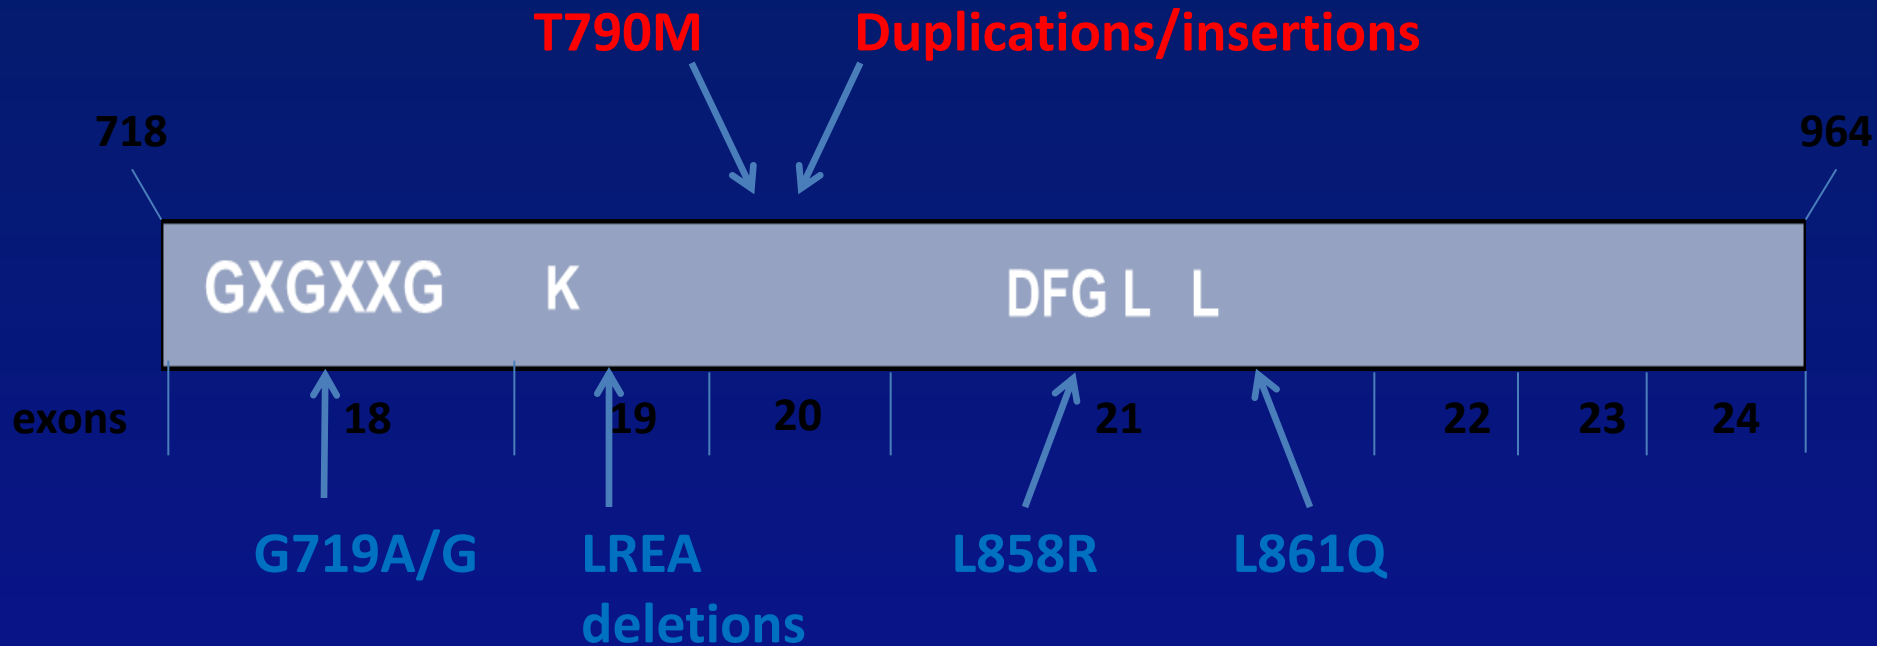 T790M Duplications/insertions
718 964
GXGXXG K DFG L L
exons 18 19 20 21 22 23 24
G719A/G LREA L858R L861Q
deletions